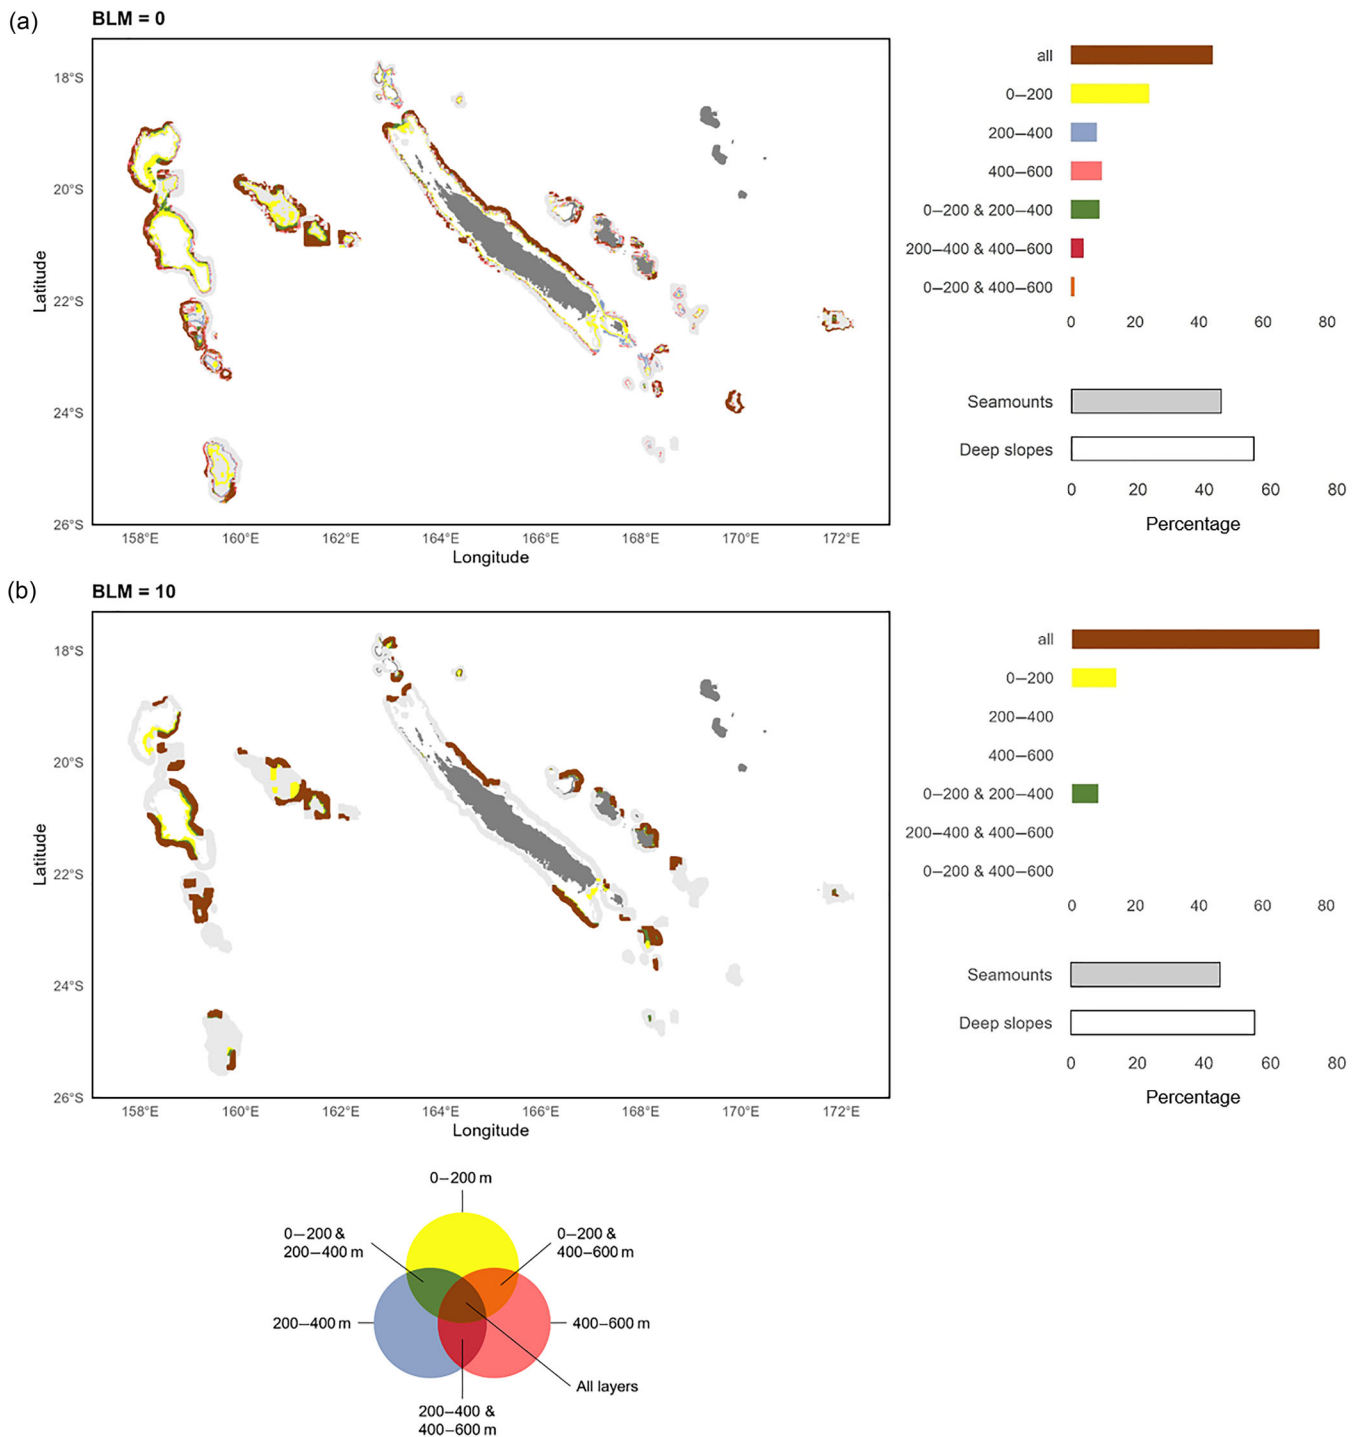 (a)
BLM = 0
18°S
20°S
22°S
24°S
26°S
Latitude
158°E 160°E 162°E 164°E 166°E 168°E 170°E 172°E
Longitude
all
0–200
200–400
400–600
0–200 & 200–400
200–400 & 400–600
0–200 & 400–600
0 20 40 60 80
Seamounts
Deep slopes
0 20 40 60 80
Percentage
(b)
BLM = 10
18°S
20°S
22°S
24°S
26°S
Latitude
158°E 160°E 162°E 164°E 166°E 168°E 170°E 172°E
Longitude
all
0–200
200–400
400–600
0–200 & 200–400
200–400 & 400–600
0–200 & 400–600
0 20 40 60 80
Seamounts
Deep slopes
0 20 40 60 80
Percentage
0–200 m
0–200 &
200–400 m
0–200 &
400–600 m
200–400 m
400–600 m
All layers
200–400 &
400–600 m